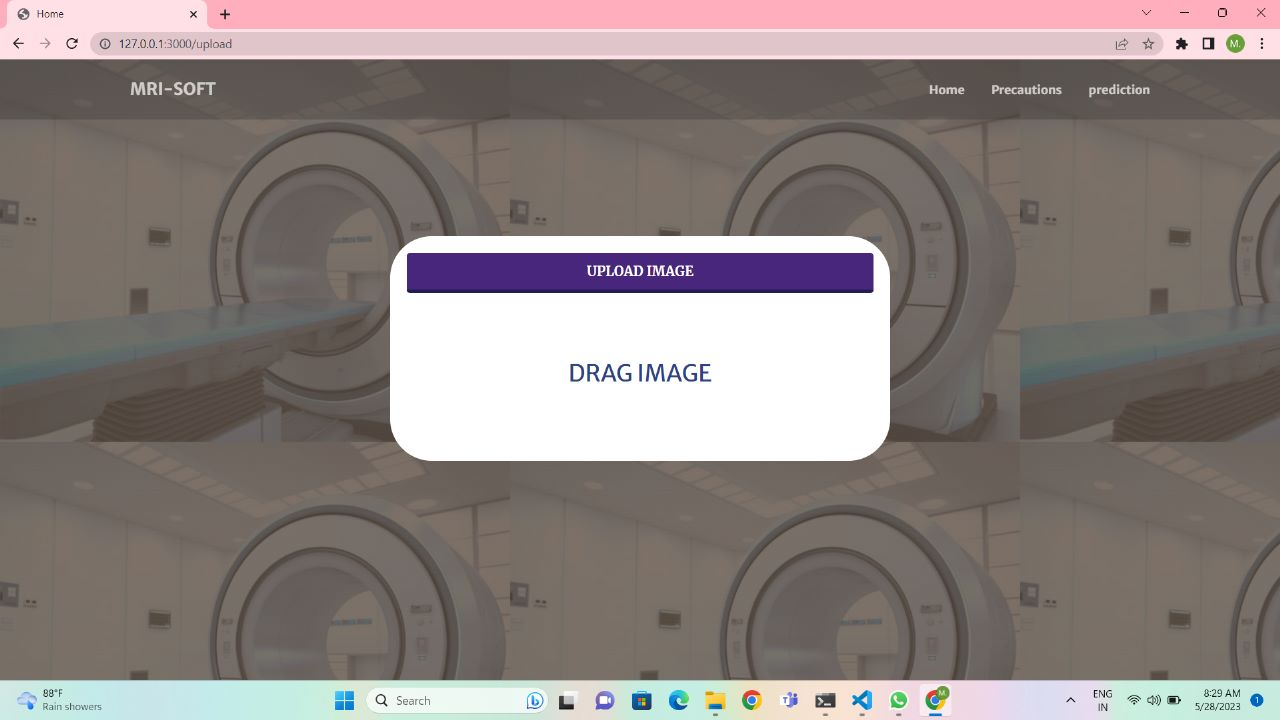 Home
127.0.0.1:3000/upload
M.
MRI-SOFT
Home Precautions prediction
UPLOAD IMAGE
DRAG IMAGE
88°F
Rain showers
Search
M
ENG
IN
8:29 AM
5/28/2023
1